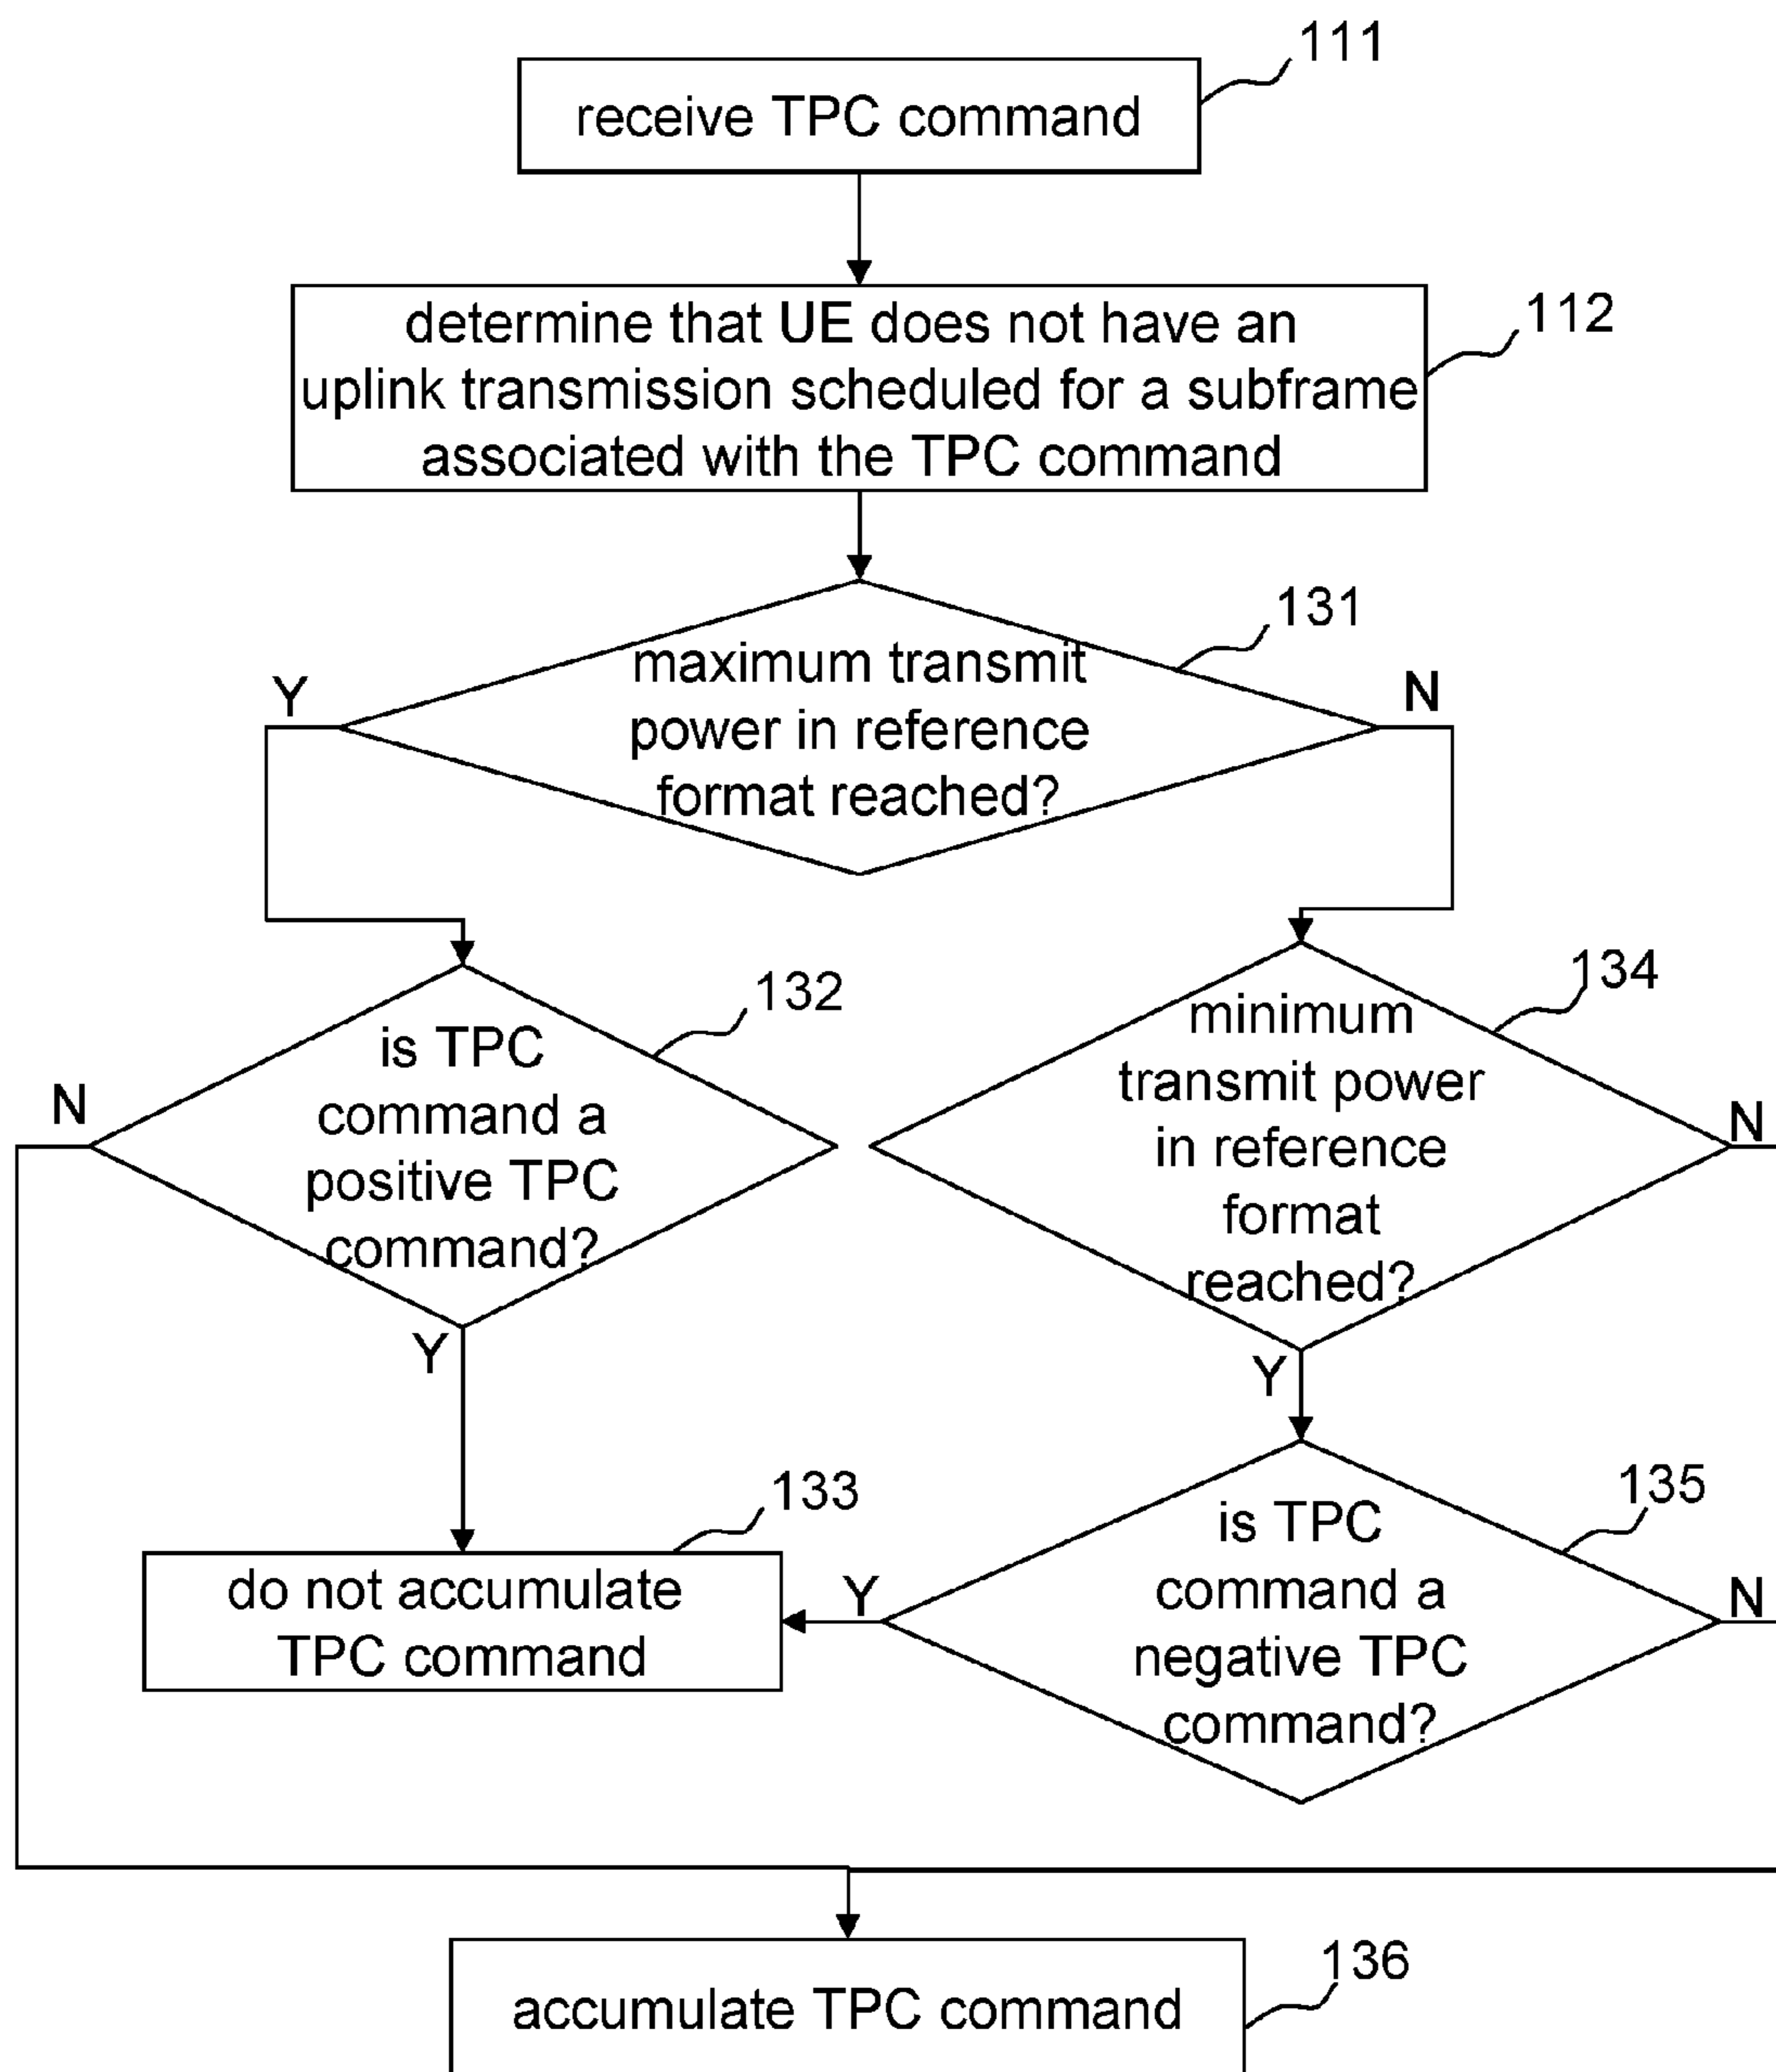 111
receive TPC command
112
determine that UE does not have an
uplink transmission scheduled for a subframe
associated with the TPC command
131
maximum transmit
power in reference
format reached?
Y
N
132
is TPC
command a
positive TPC
command?
N
Y
134
minimum
transmit power
in reference
format
reached?
N
Y
133
do not accumulate
TPC command
135
is TPC
command a
negative TPC
command?
Y
N
136
accumulate TPC command